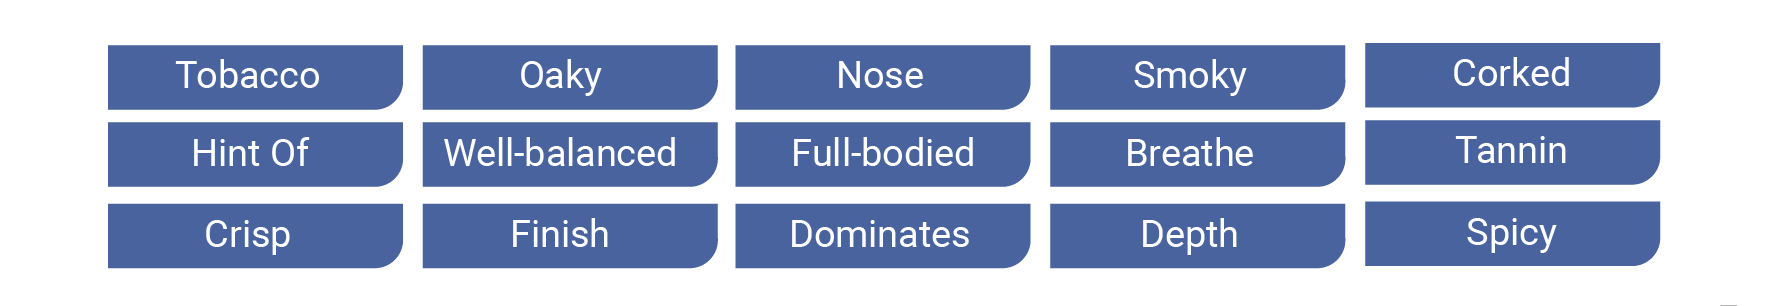 Tobacco Oaky Nose Smoky Corked
Hint Of Well-balanced Full-bodied Breathe Tannin
Crisp Finish Dominates Depth Spicy